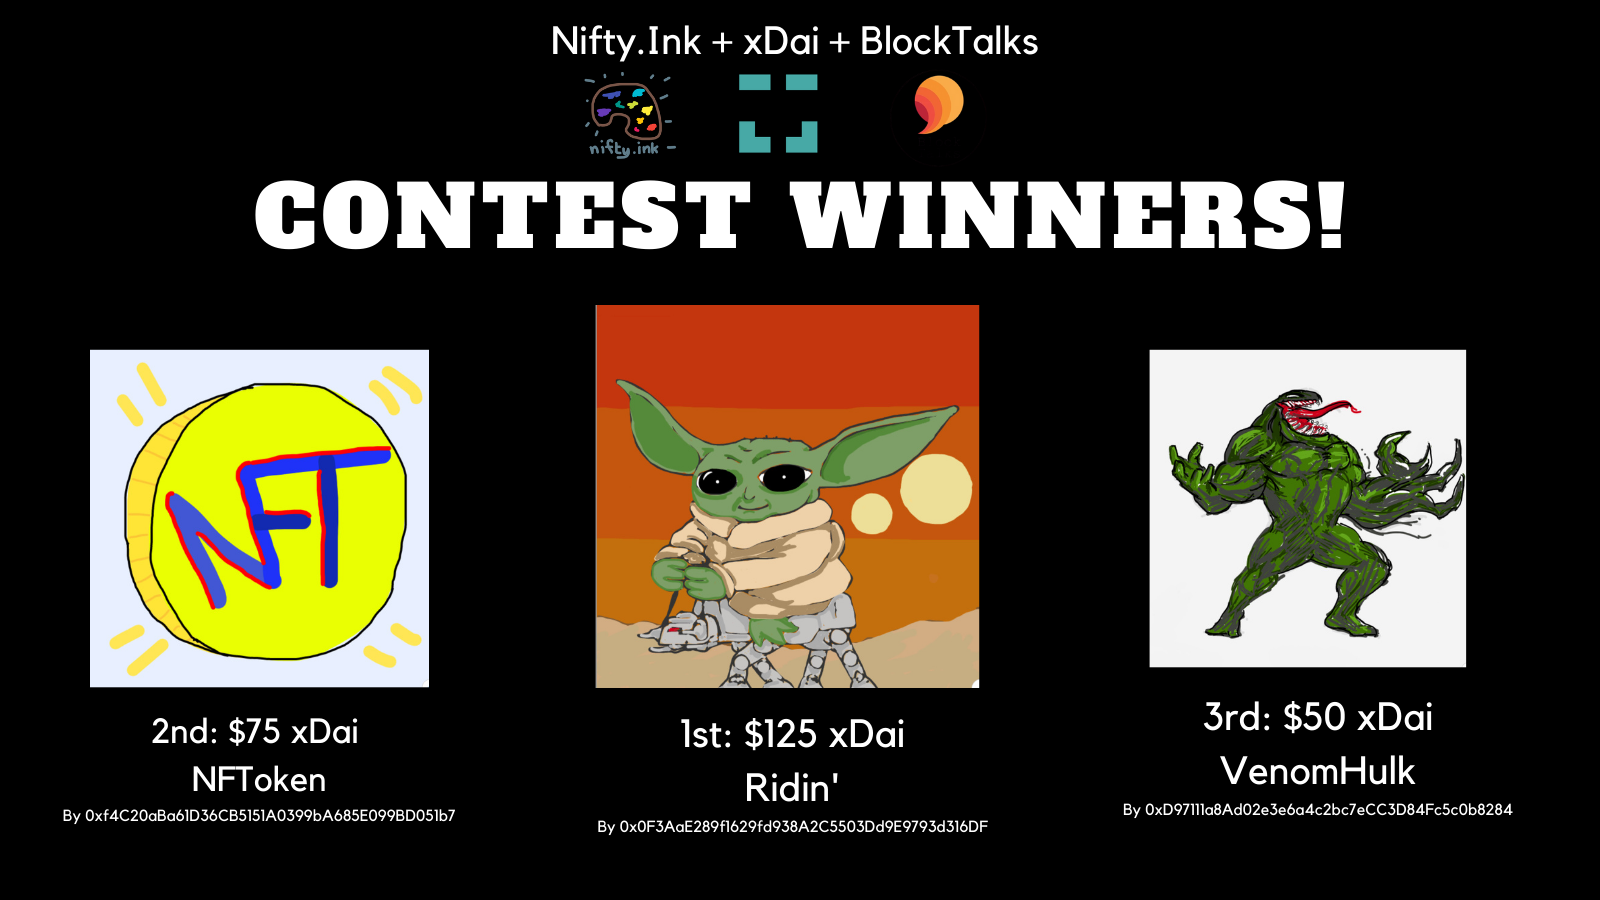 Nifty.Ink + xDai + BlockTalks
nifty.ink
CONTEST WINNERS!
NFT
2nd: $75 xDai
NFToken
By 0xf4C20aBa61D36CB5151A0399bA685E099BD051b7
1st: $125 xDai
Ridin'
By 0x0F3AaE289f1629fd938A2C5503Dd9E9793d316DF
3rd: $50 xDai
VenomHulk
By 0xD97111a8Ad02e3e6a4c2bc7eCC3D84Fc5c0b8284